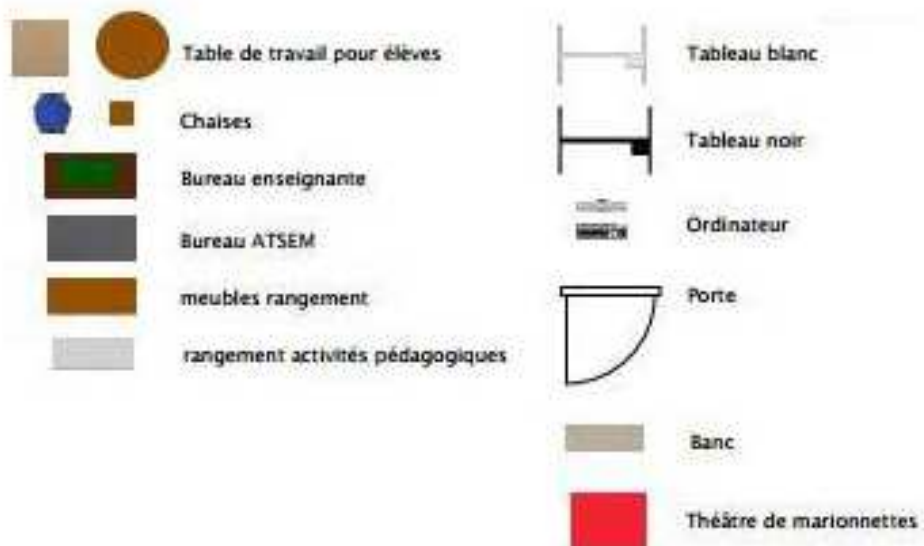 Table de travail pour élèves
Chaises
Bureau enseignante
Bureau ATSEM
meubles rangement
rangement activités pédagogiques
Tableau blanc
Tableau noir
Ordinateur
Porte
Banc
Théâtre de marionnettes